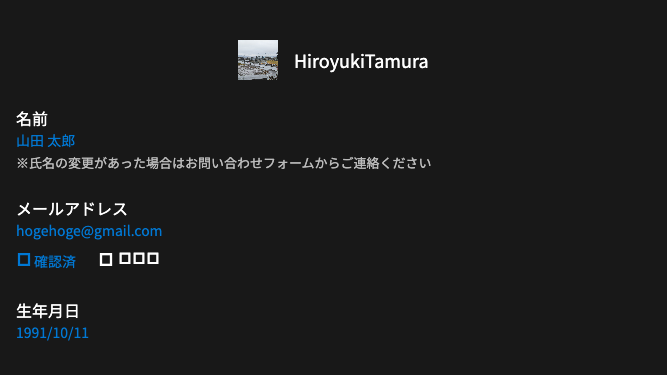 HiroyukiTamura
名前
山田 太郎
※氏名の変更があった場合はお問い合わせフォームからご連絡ください
メールアドレス
hogehoge@gmail.com
確認済
生年月日
1991/10/11